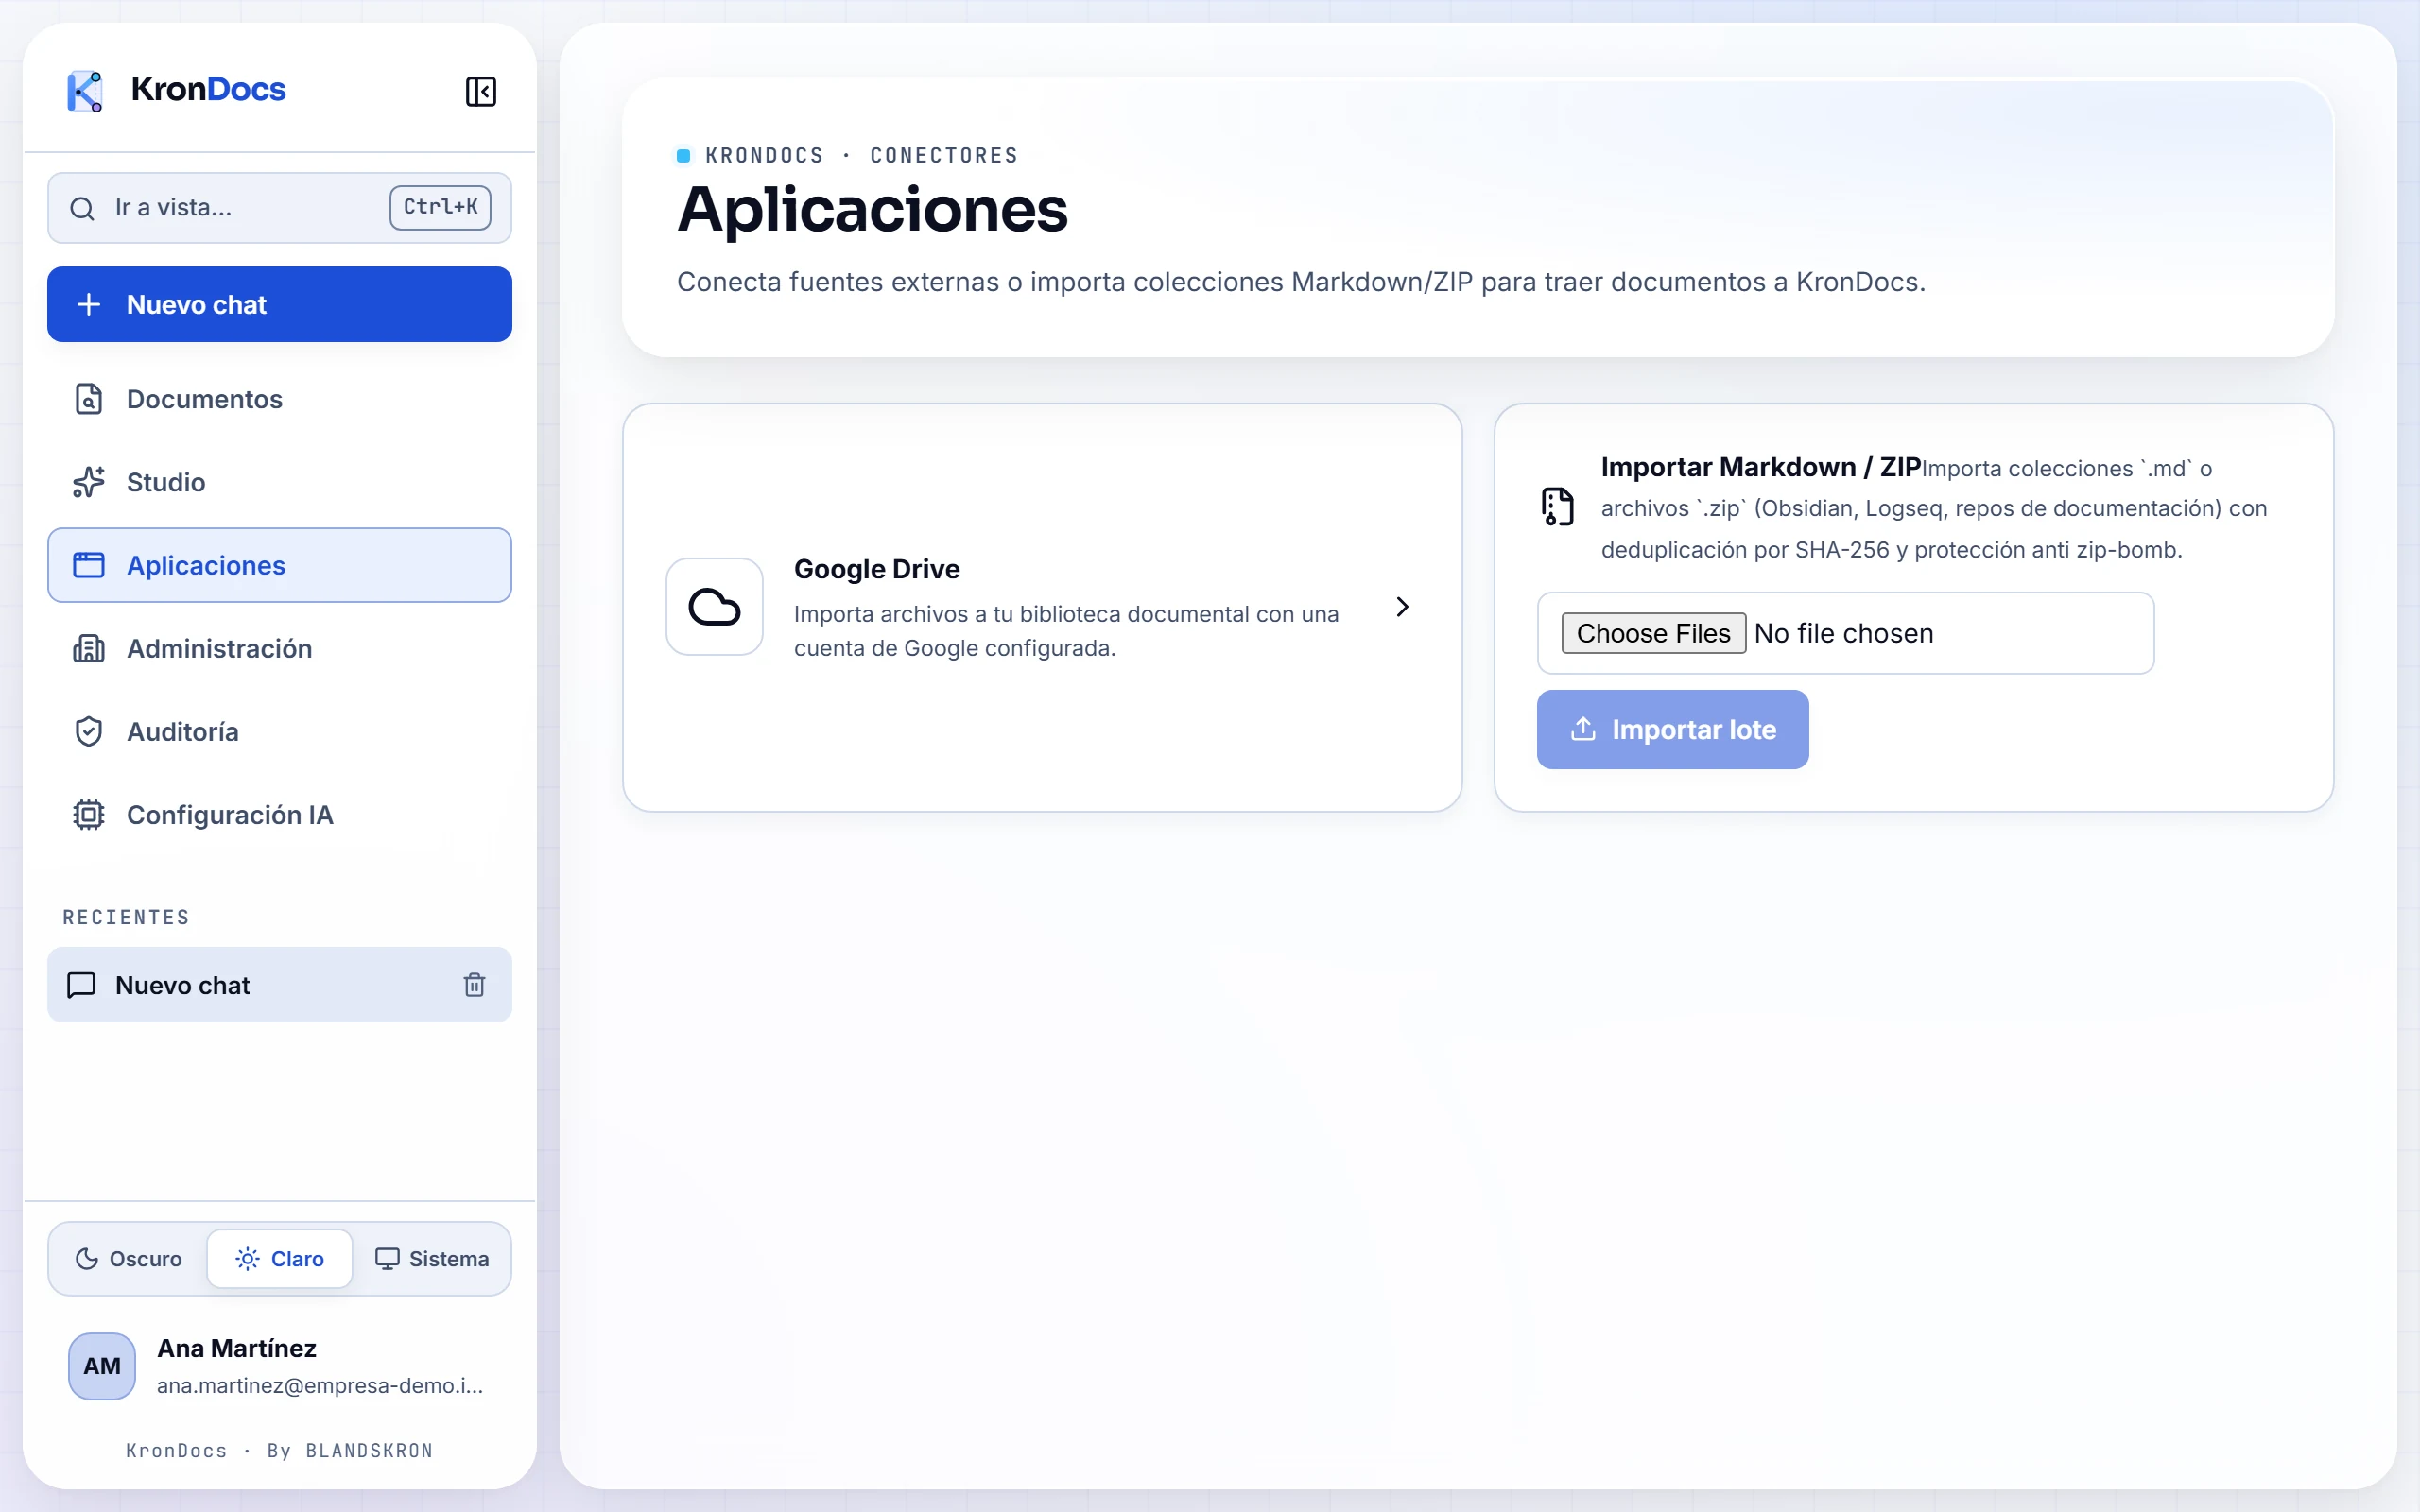 KronDocs
Ir a vista...
Ctrl+K
Nuevo chat
Documentos
Studio
Aplicaciones
Administración
Auditoría
Configuración IA
RECIENTES
Nuevo chat
Oscuro
Claro
Sistema
AM
Ana Martínez
ana.martinez@empresa-demo.i...
KronDocs · By BLANDSKRON
KRONDOCS · CONECTORES
Aplicaciones
Conecta fuentes externas o importa colecciones Markdown/ZIP para traer documentos a KronDocs.
Google Drive
Importa archivos a tu biblioteca documental con una
cuenta de Google configurada.
Importar Markdown / ZIPImporta colecciones `.md` o
archivos `.zip` (Obsidian, Logseq, repos de documentación) con
deduplicación por SHA-256 y protección anti zip-bomb.
Choose Files No file chosen
Importar lote